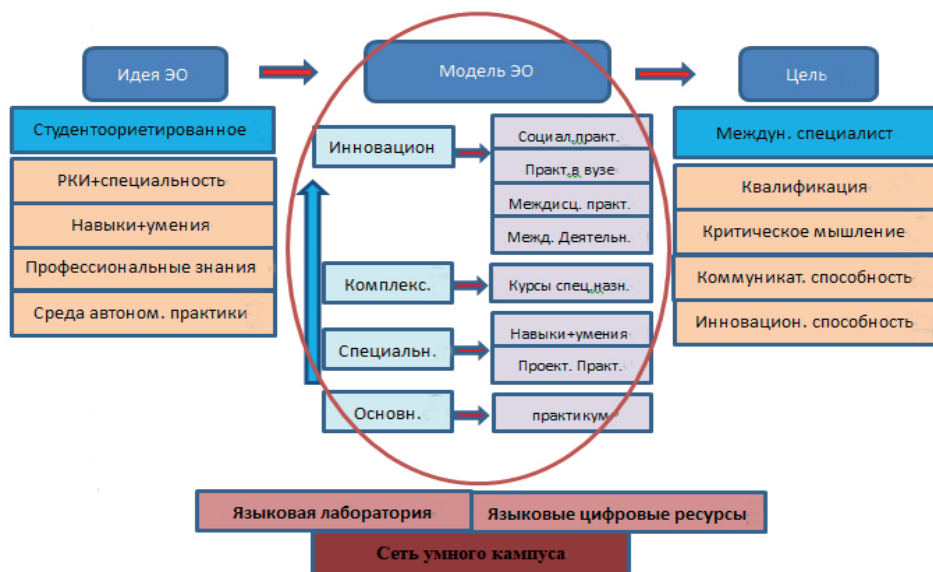 Идея ЭО
Модель ЭО
Цель
Студентоориетированное
РКИ+специальность
Навыки+умения
Профессиональные знания
Среда автоном. практики
Инновацион
Социал.практ.
Практ.в вузе
Междисц. практ.
Межд. Деятельн.
Комплекс.
Курсы спец.назн.
Специальн.
Навыки+умения
Проект. Практ.
Основн.
практикум
Междун. специалист
Квалификация
Критическое мышление
Коммуникат. способность
Инновацион. способность
Языковая лаборатория
Языковые цифровые ресурсы
Сеть умного кампуса